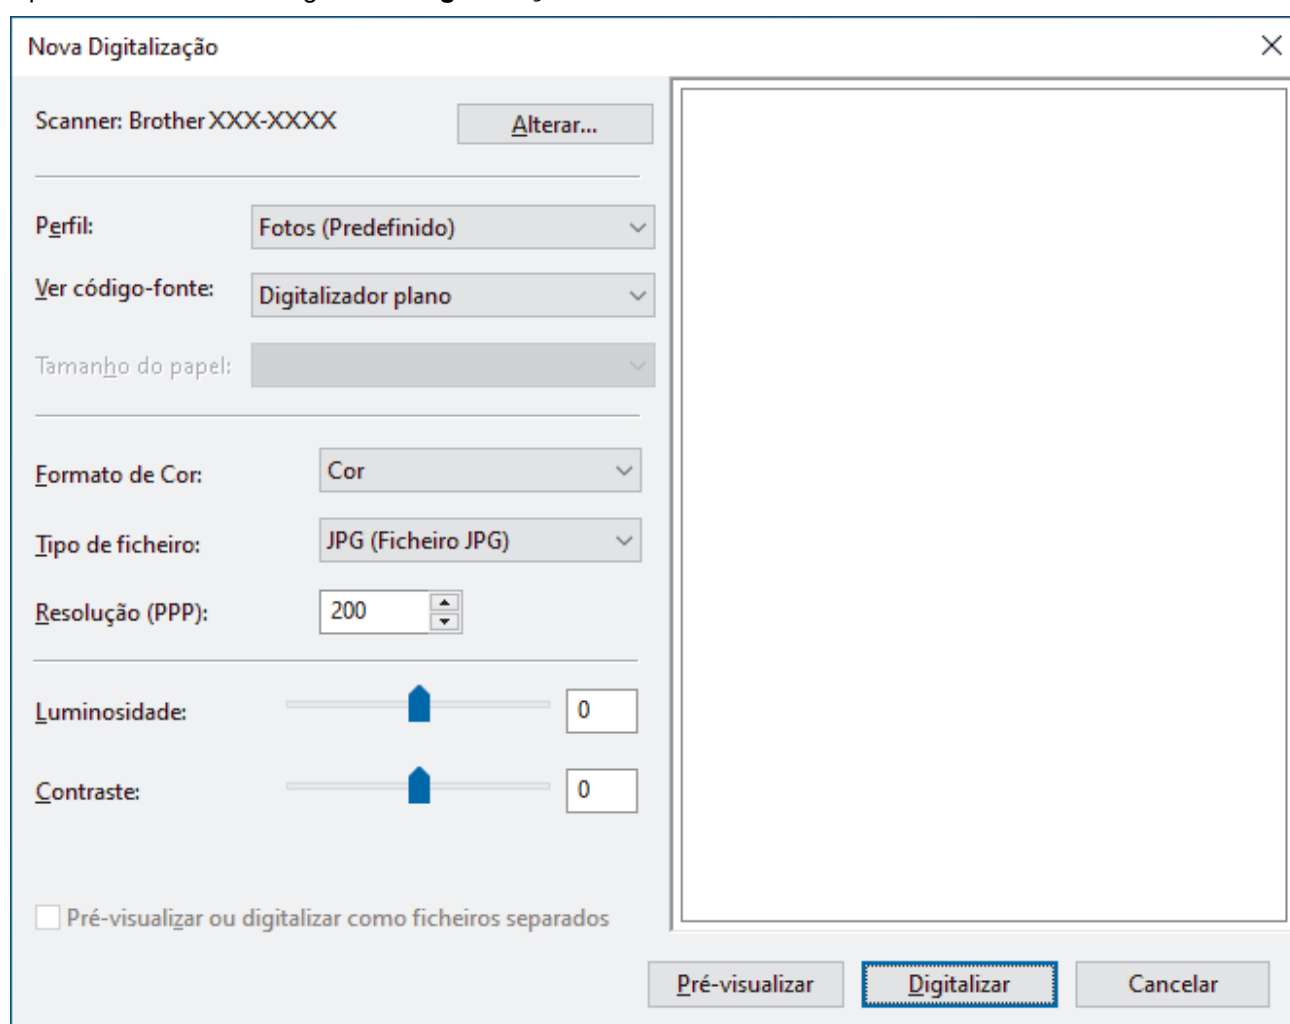 Nova Digitalização
Scanner: Brother XXX-XXXX
Alterar...
Perfil:
Fotos (Predefinido)
Ver código-fonte:
Digitalizador plano
Tamanho do papel:
Formato de Cor:
Cor
Tipo de ficheiro:
JPG (Ficheiro JPG)
Resolução (PPP):
200
Luminosidade:
0
Contraste:
0
Pré-visualizar ou digitalizar como ficheiros separados
Pré-visualizar
Digitalizar
Cancelar